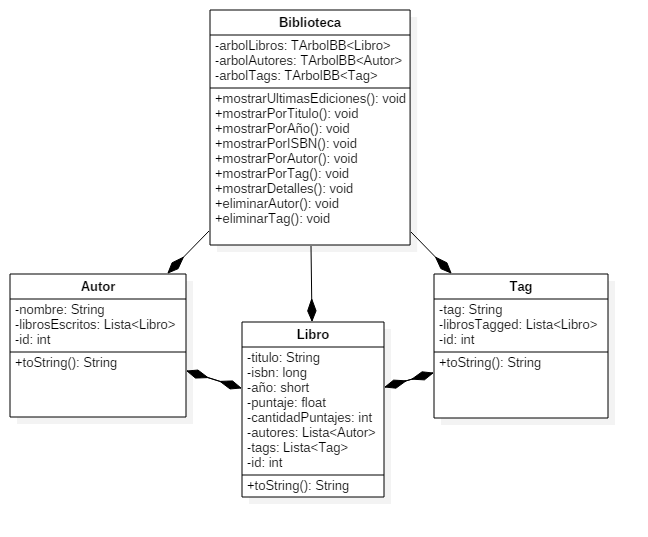 Biblioteca
-arbolLibros: TArbolBB<Libro>
-arbolAutores: TArbolBB<Autor>
-arbolTags: TArbolBB<Tag>
+mostrarUltimasEdiciones(): void
+mostrarPorTitulo(): void
+mostrarPorAño(): void
+mostrarPorISBN(): void
+mostrarPorAutor(): void
+mostrarPorTag(): void
+mostrarDetalles(): void
+eliminarAutor(): void
+eliminarTag(): void
Autor
-nombre: String
-librosEscritos: Lista<Libro>
-id: int
+toString(): String
Libro
-titulo: String
-isbn: long
-año: short
-puntaje: float
-cantidadPuntajes: int
-autores: Lista<Autor>
-tags: Lista<Tag>
-id: int
+toString(): String
Tag
-tag: String
-librosTagged: Lista<Libro>
-id: int
+toString(): String